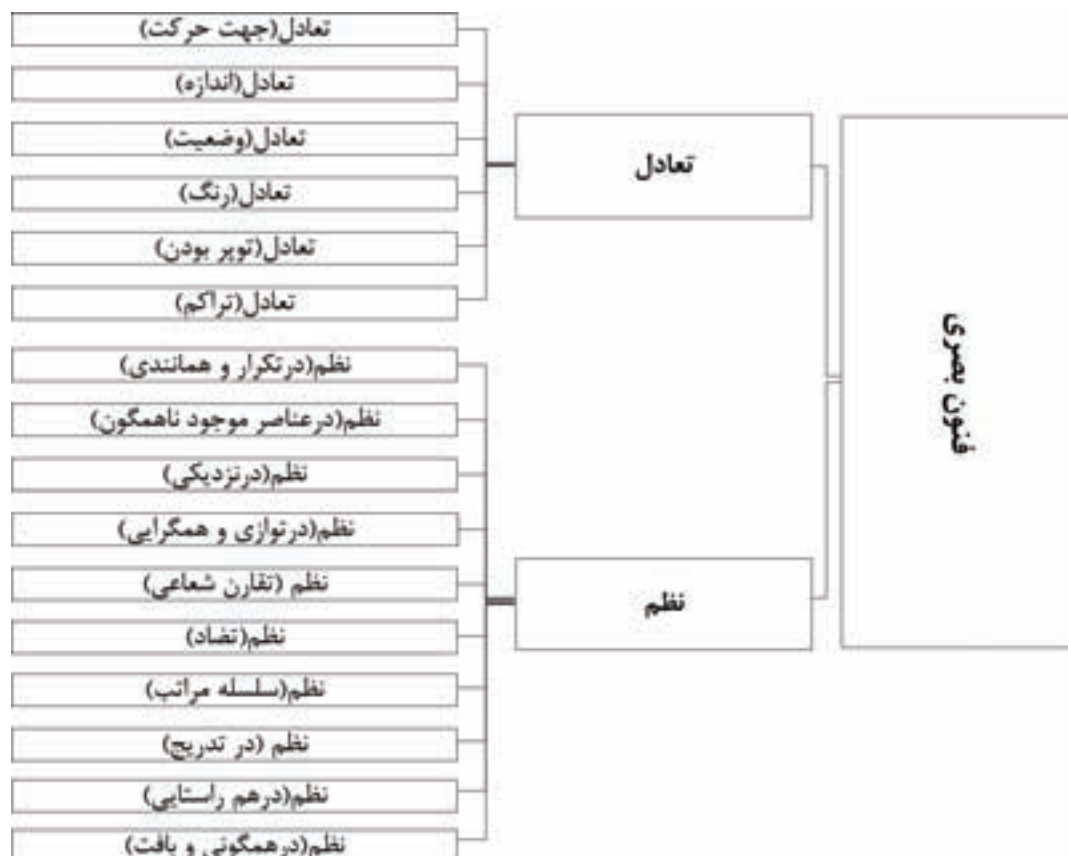 فنون بصری
تعادل
تعادل(جهت حرکت)
تعادل(اندازه)
تعادل(وضعیت)
تعادل(رنگ)
تعادل(توپر بودن)
تعادل(تراکم)
نظم
نظم(درتکرار و همانندی)
نظم(درعناصر موجود ناهمگون)
نظم(درنزدیکی)
نظم(درتوازی و همگرایی)
نظم (تقارن شعاعی)
نظم(تضاد)
نظم(سلسله مراتب)
نظم (در تدریج)
نظم(درهم راستایی)
نظم(درهمگونی و بافت)